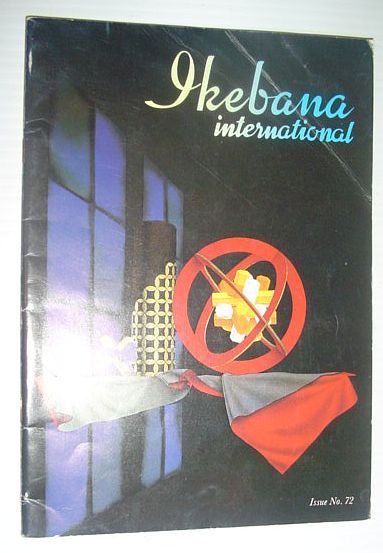 Ikebana
international
Issue No. 72